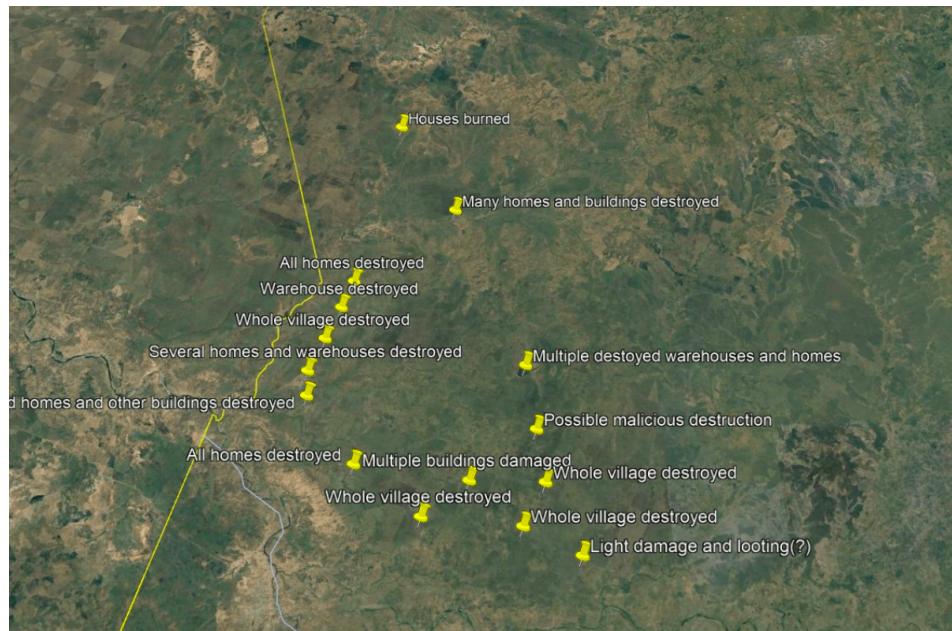 Houses burned
Many homes and buildings destroyed
All homes destroyed
Warehouse destroyed
Whole village destroyed
Several homes and warehouses destroyed
Multiple destoyed warehouses and homes
homes and other buildings destroyed
Possible malicious destruction
All homes destroyed
Multiple buildings damaged
Whole village destroyed
Whole village destroyed
Whole village destroyed
Light damage and looting(?)